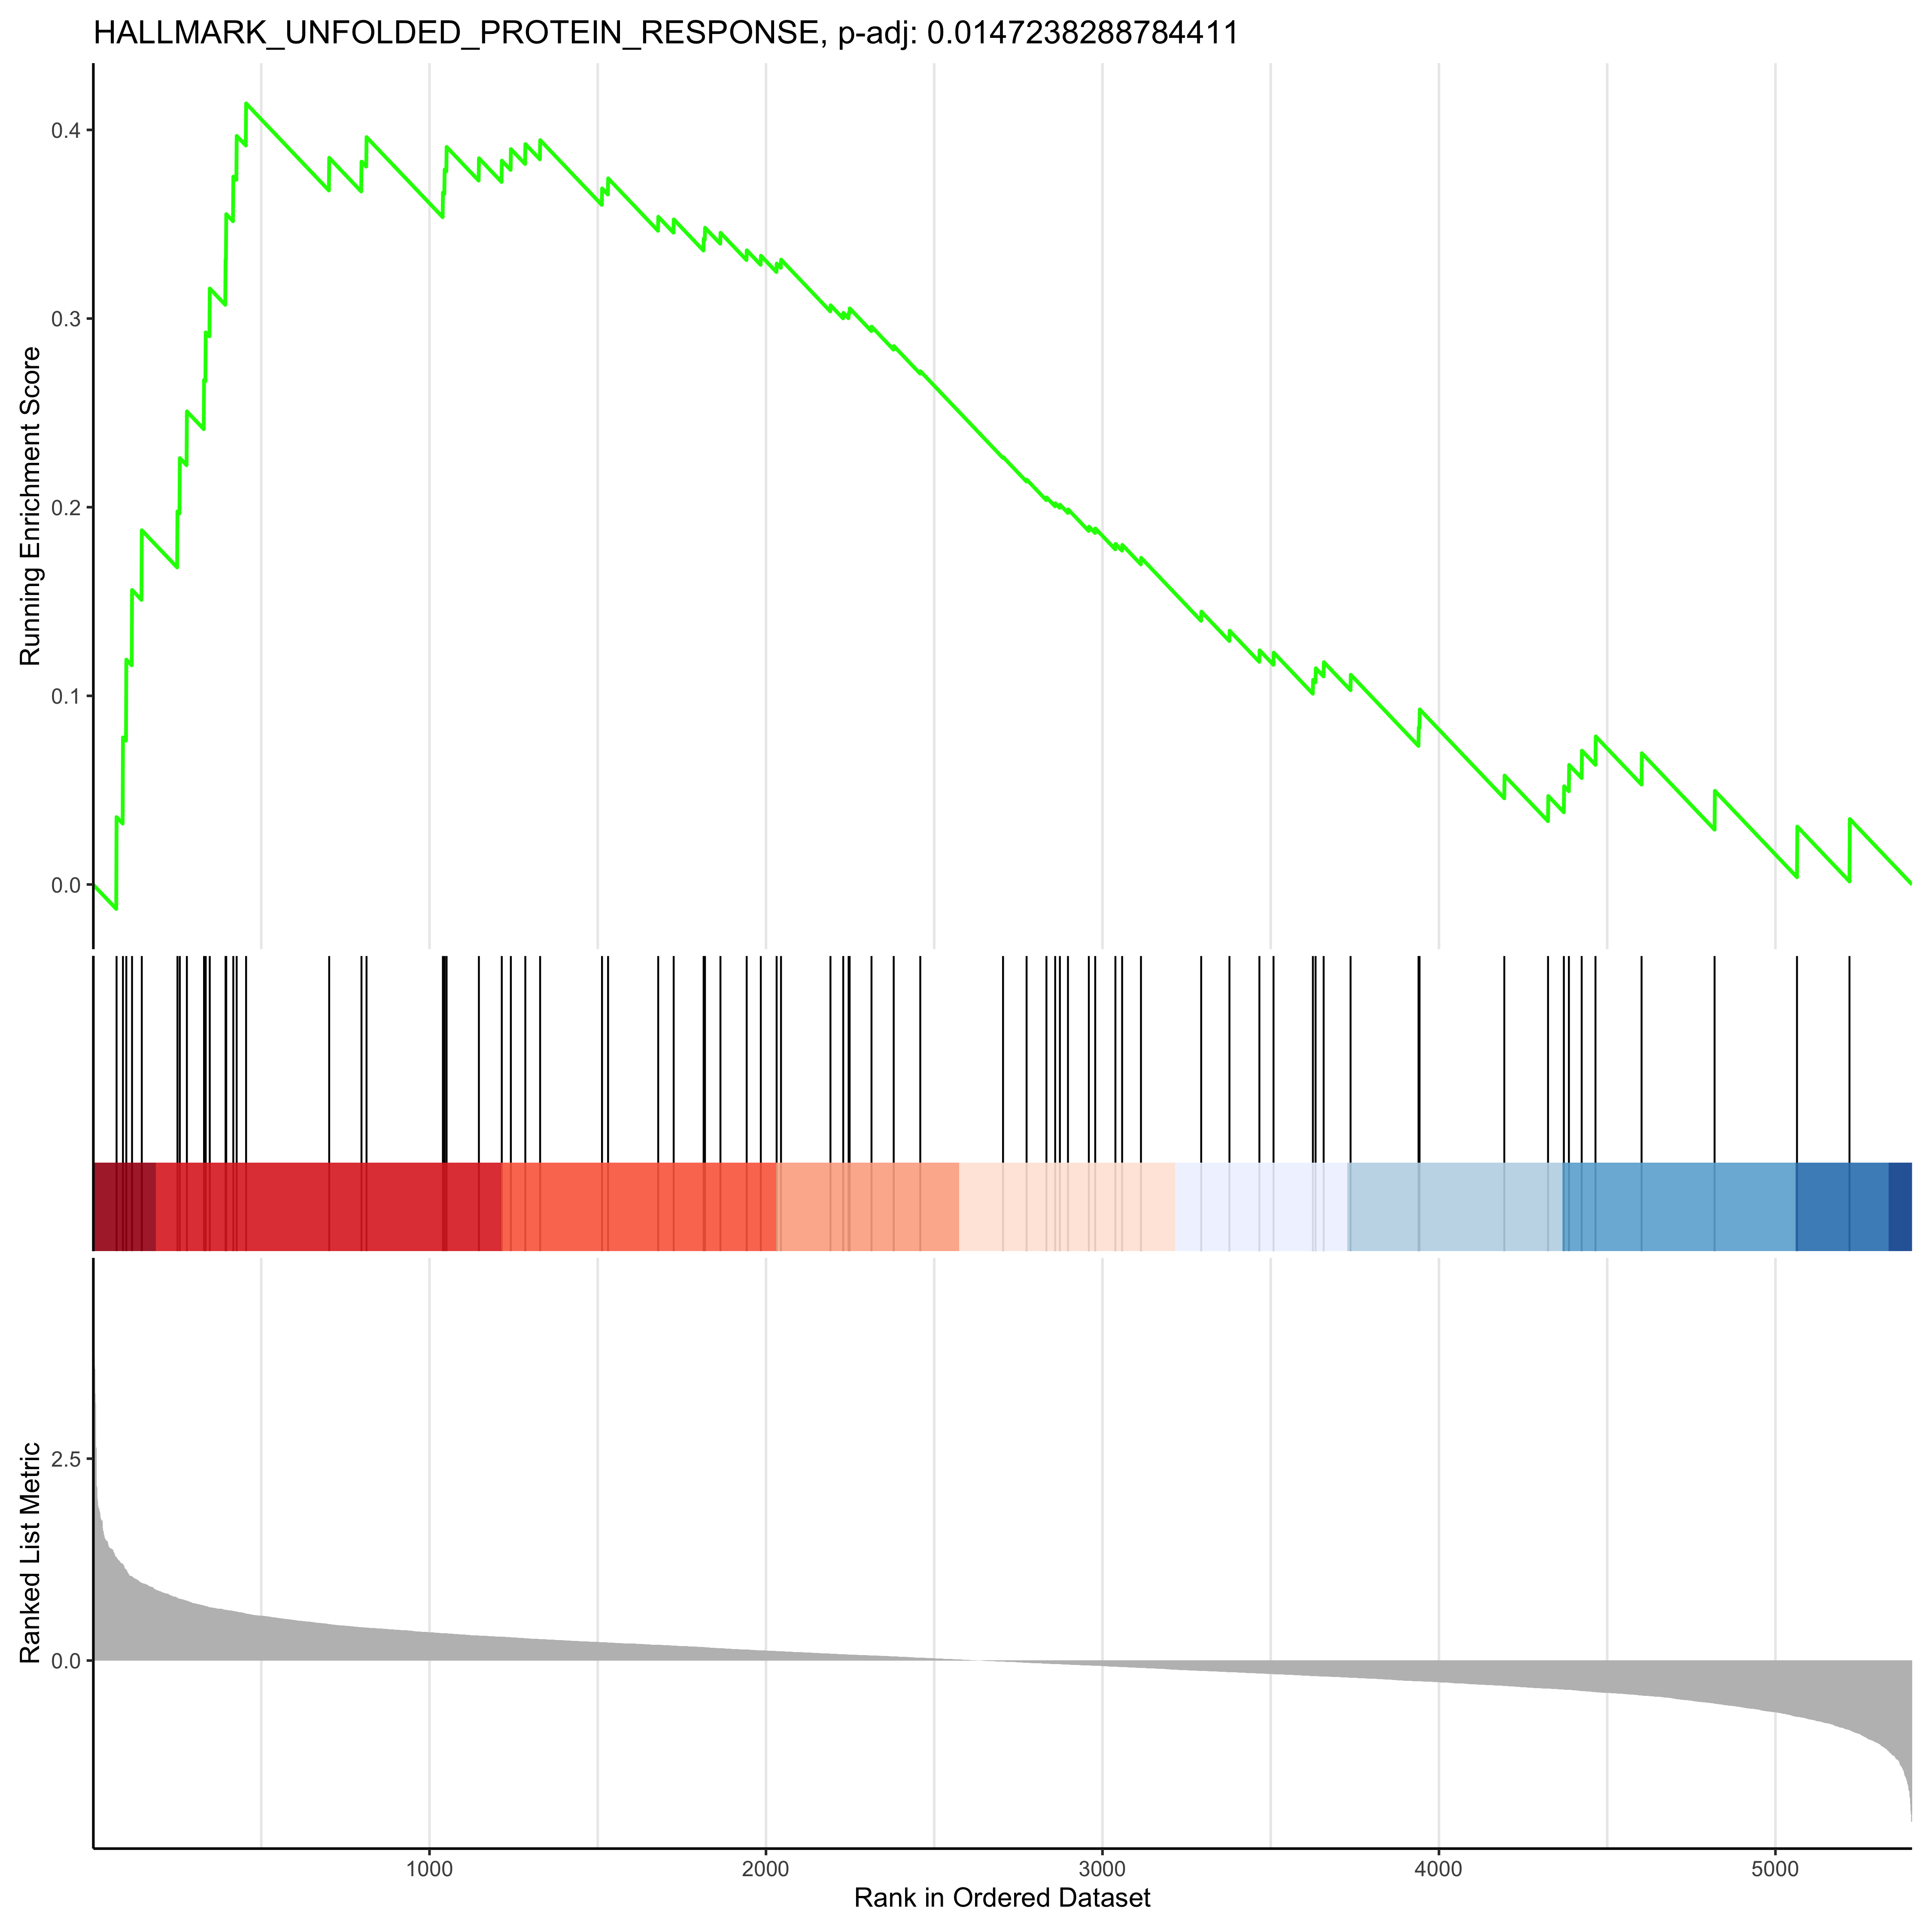 HALLMARK_UNFOLDED_PROTEIN_RESPONSE, p-adj: 0.0147238288784411
Running Enrichment Score
0.4
0.3
0.2
0.1
0.0
Ranked List Metric
2.5
0.0
1000 2000 3000 4000 5000
Rank in Ordered Dataset